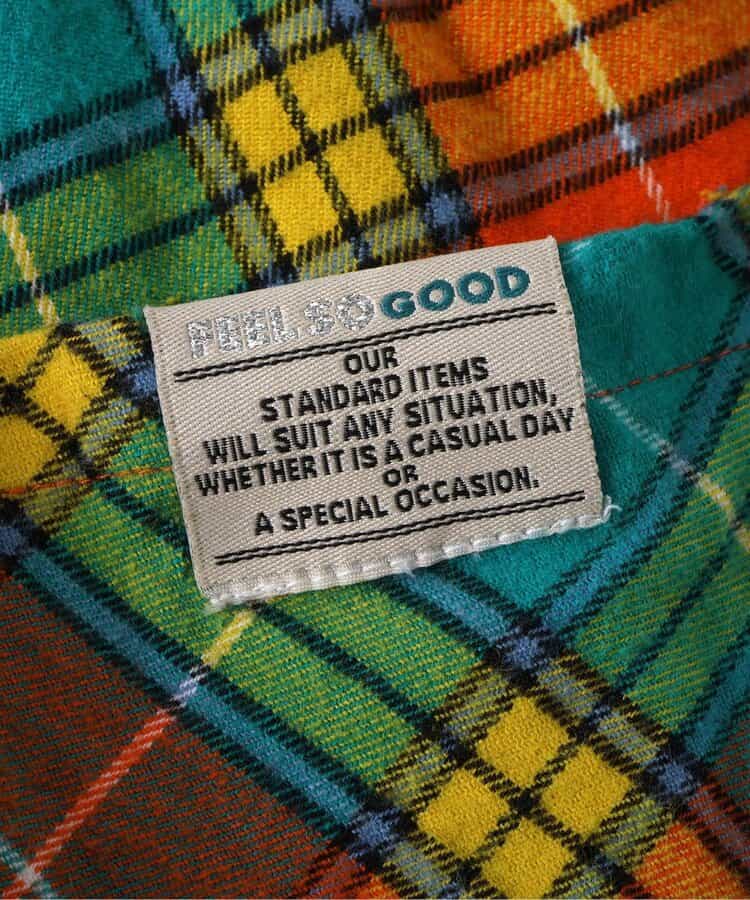 FEEL SO GOOD
OUR
STANDARD ITEMS
WILL SUIT ANY SITUATION,
WHETHER IT IS A CASUAL DAY
OR
A SPECIAL OCCASION.